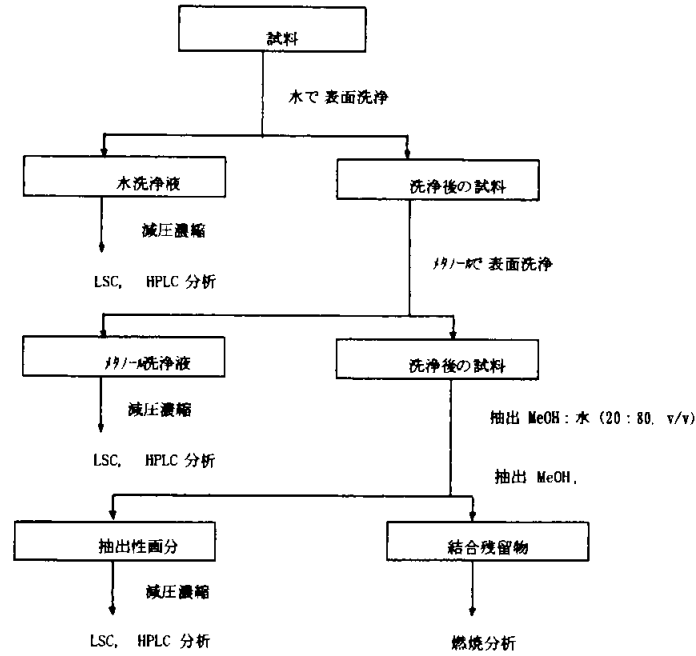 試料
水で 表面洗浄
水洗浄液
洗浄後の試料
減圧濃縮
LSC, HPLC 分析
メタノールで 表面洗浄
メタノール洗浄液
洗浄後の試料
減圧濃縮
LSC, HPLC 分析
抽出 MeOH：水 (20：80, v/v)
抽出 MeOH,
抽出性画分
結合残留物
減圧濃縮
LSC, HPLC 分析
燃焼分析